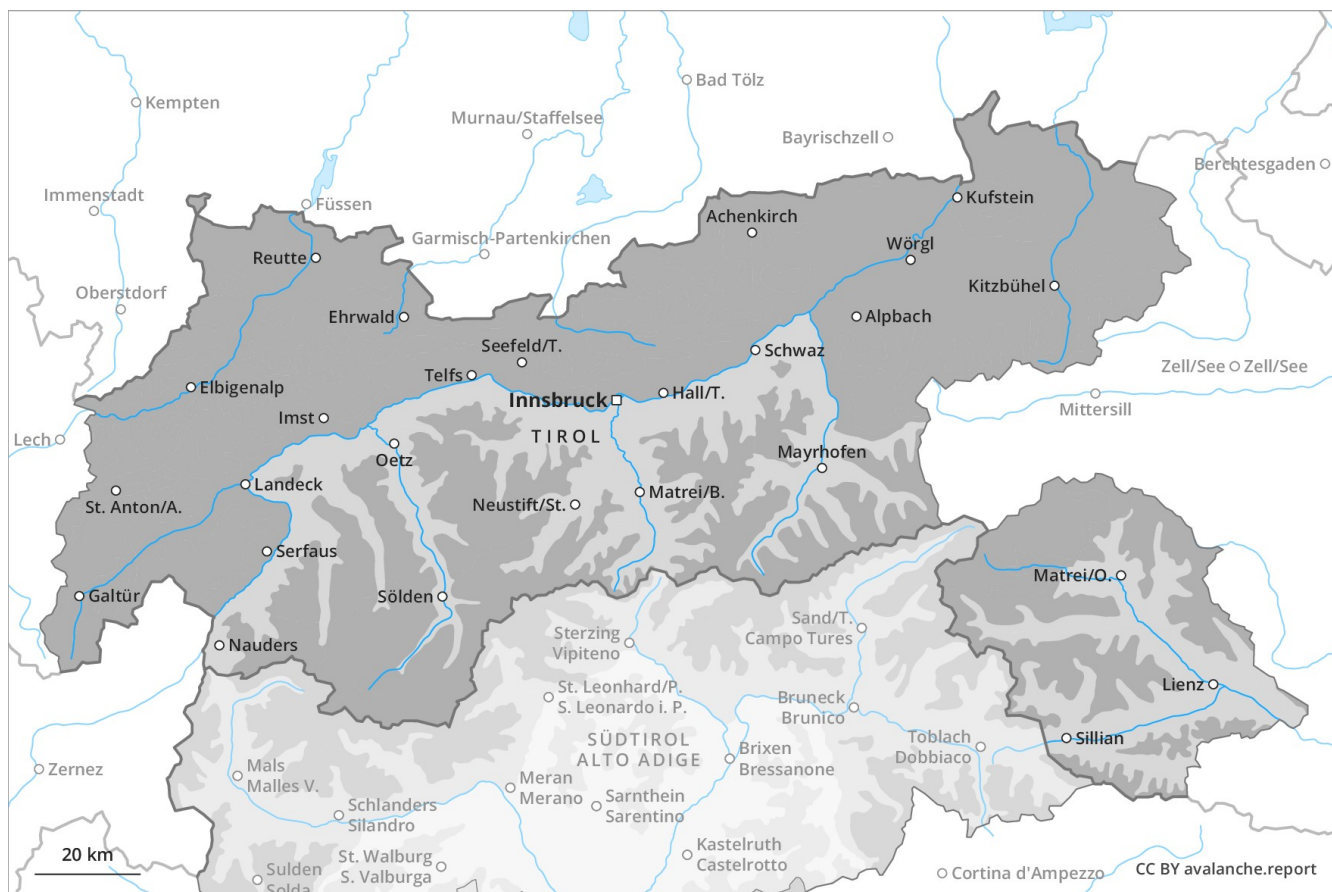 Bad Tölz
Kempten
Murnau/Staffelsee
Bayrischzell
Berchtesgaden
Immenstadt
Füssen
Kufstein
Achenkirch
Garmisch-Partenkirchen
Wörgl
Reutte
Kitzbühel
Oberstdorf
Ehrwald
Alpbach
Seefeld/T.
Schwaz
Zell/See
Zell/See
Telfs
Elbigenalp
Innsbruck
Hall/T.
Mittersill
Imst
TIROL
Lech
Oetz
Mayrhofen
Landeck
Matrei/B.
St. Anton/A.
Neustift/St.
Serfaus
Matrei/O.
Galtür
Sölden
Sand/T.
Campo Tures
Sterzing
Vipiteno
Nauders
Lienz
St. Leonhard/P.
S. Leonardo i. P.
Bruneck
Brunico
Sillian
SÜDTIROL
ALTO ADIGE
Toblach
Dobbiaco
Brixen
Bressanone
Zernez
Mals
Malles V.
Meran
Merano
Sarnthein
Sarentino
Schlanders
Silandro
Kastelruth
Castelrotto
20 km
St. Walburg
S. Valburga
Sulden
Solda
Cortina d'Ampezzo
CC BY avalanche.report